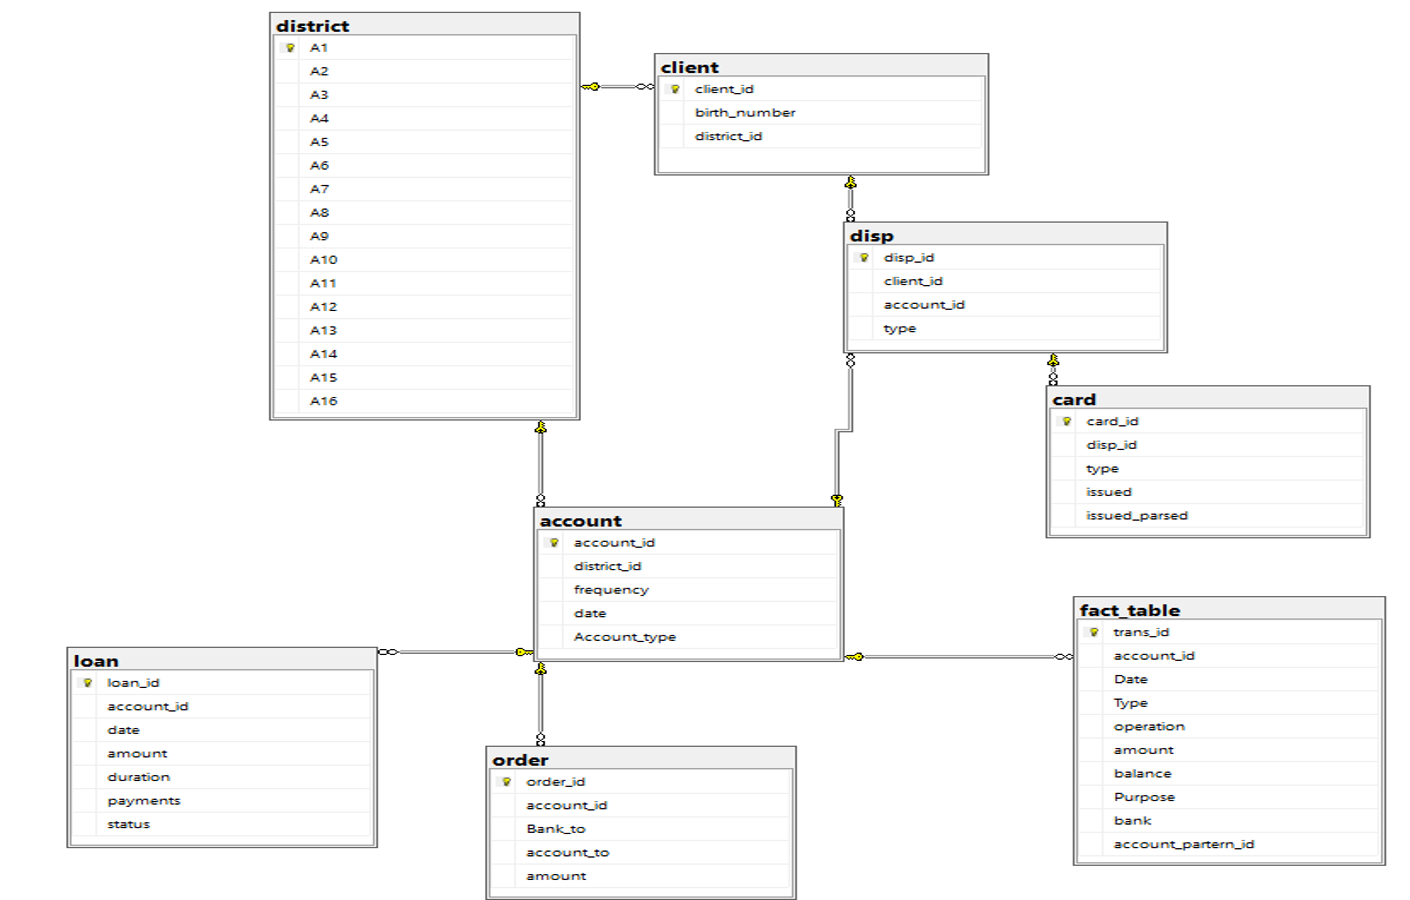 district
A1
A2
A3
A4
A5
A6
A7
A8
A9
A10
A11
A12
A13
A14
A15
A16
client
client_id
birth_number
district_id
disp
disp_id
client_id
account_id
type
card
card_id
disp_id
type
issued
issued_parsed
account
account_id
district_id
frequency
date
Account_type
fact_table
trans_id
account_id
Date
Type
operation
amount
balance
Purpose
bank
account_partern_id
loan
loan_id
account_id
date
amount
duration
payments
status
order
order_id
account_id
Bank_to
account_to
amount